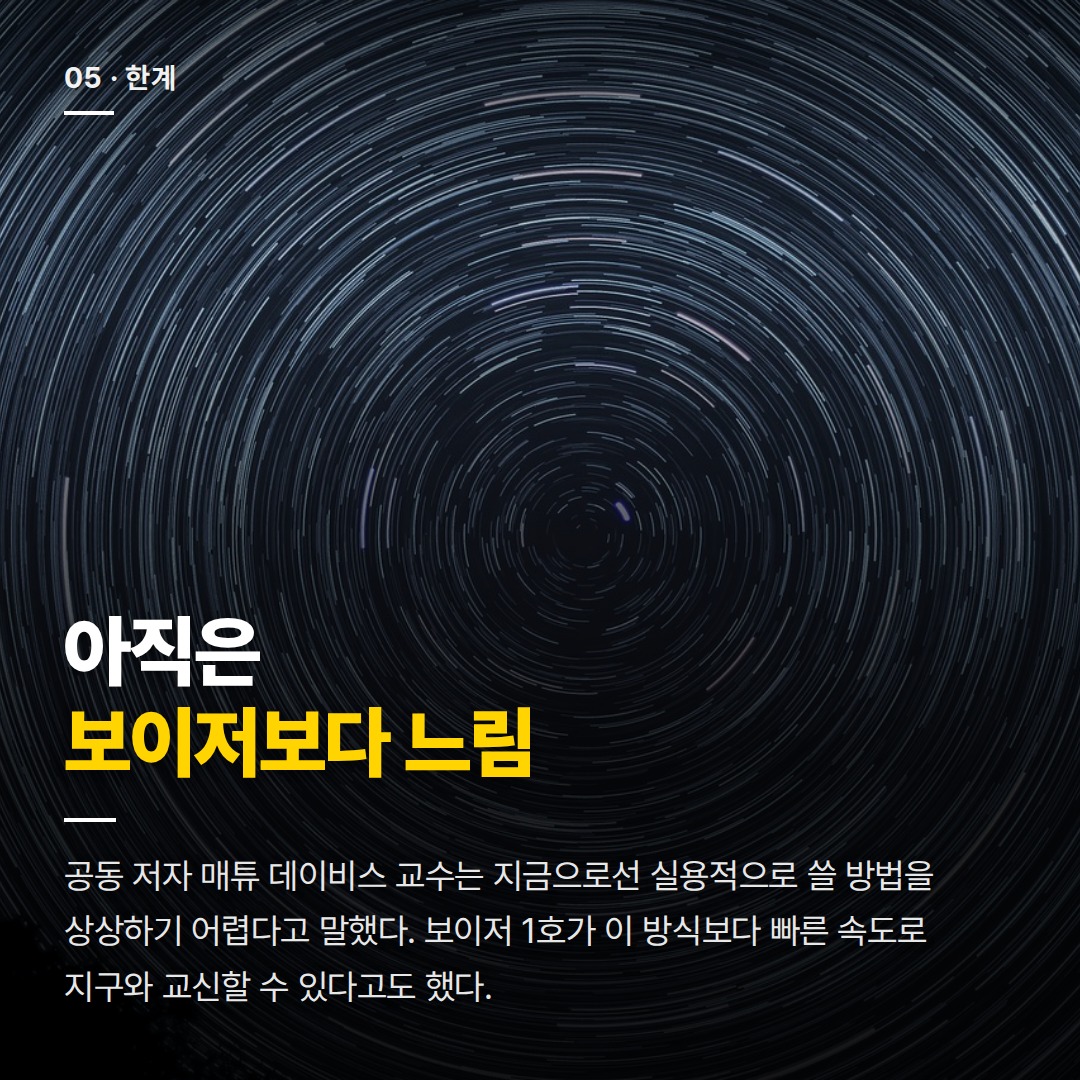 05 · 한계
아직은
보이저보다 느림
공동 저자 매튜 데이비스 교수는 지금으로선 실용적으로 쓸 방법을
상상하기 어렵다고 말했다. 보이저 1호가 이 방식보다 빠른 속도로
지구와 교신할 수 있다고도 했다.